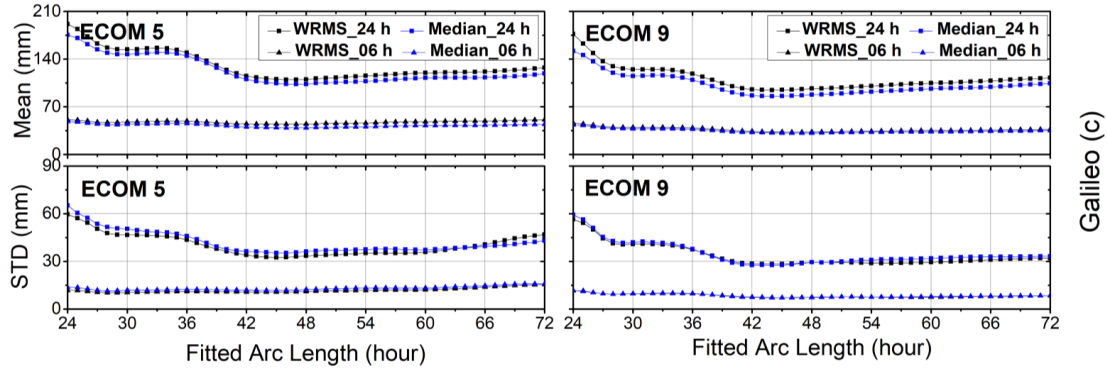 210
140
70
0
Mean (mm)
ECOM 5
WRMS_24 h Median_24 h
WRMS_06 h Median_06 h
ECOM 9
WRMS_24 h Median_24 h
WRMS_06 h Median_06 h
90
60
30
0
STD (mm)
ECOM 5
ECOM 9
24 30 36 42 48 54 60 66 72
24 30 36 42 48 54 60 66 72
Fitted Arc Length (hour)
Fitted Arc Length (hour)
Galileo (c)